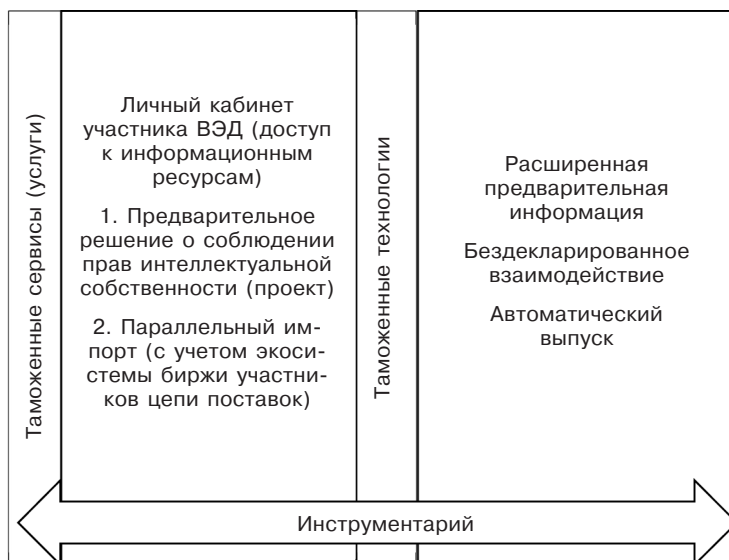 Таможенные сервисы (услуги)
Личный кабинет
участника ВЭД (доступ
к информационным
ресурсам)
1. Предварительное
решение о соблюдении
прав интеллектуальной
собственности (проект)
2. Параллельный им-
порт (с учетом экоси-
стемы биржи участни-
ков цепи поставок)
Таможенные технологии
Расширенная
предварительная
информация
Бездекларированное
взаимодействие
Автоматический
выпуск
Инструментарий